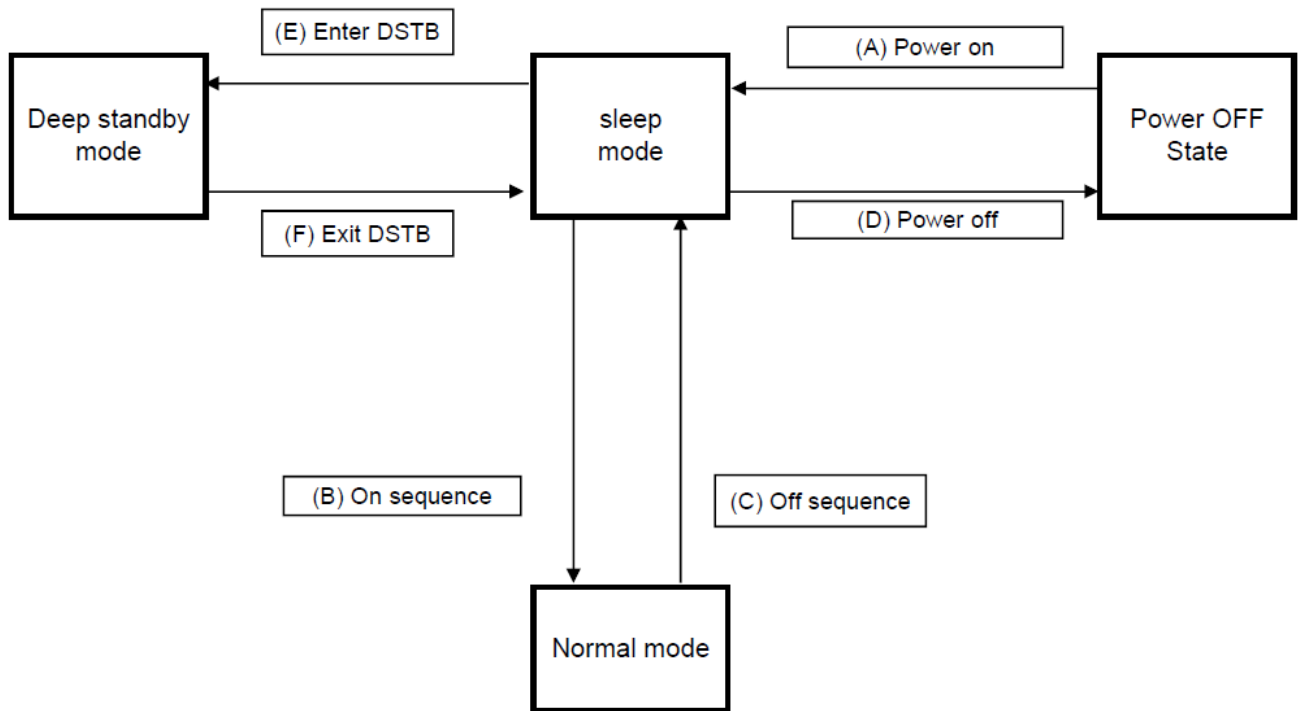 (E) Enter DSTB
(A) Power on
Deep standby
mode
sleep
mode
Power OFF
State
(F) Exit DSTB
(D) Power off
(B) On sequence
(C) Off sequence
Normal mode